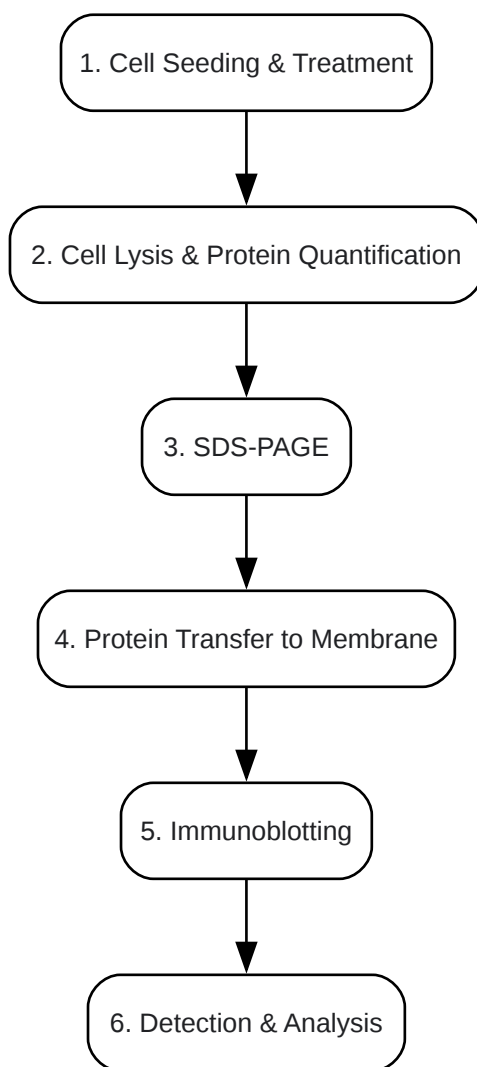 1. Cell Seeding & Treatment
2. Cell Lysis & Protein Quantification
3. SDS-PAGE
4. Protein Transfer to Membrane
5. Immunoblotting
6. Detection & Analysis